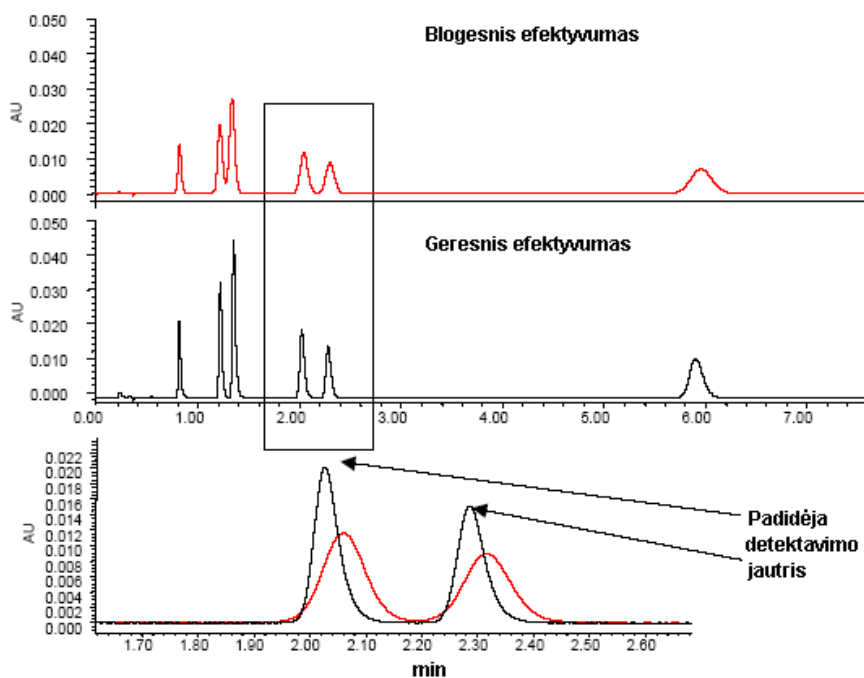 0.050
Blogesnis efektyvumas
0.040
AU
0.030
0.020
0.010
0.000
0.050
Geresnis efektyvumas
0.040
0.030
AU
0.020
0.010
0.000
0.00 1.00 2.00 3.00 4.00 5.00 6.00 7.00
0.022
0.020
0.018
0.016
0.014
0.012
AU
0.010
0.008
0.006
0.004
0.002
0.000
Padidėja
detektavimo
jautris
1.70 1.80 1.90 2.00 2.10 2.20 2.30 2.40 2.50 2.60
min